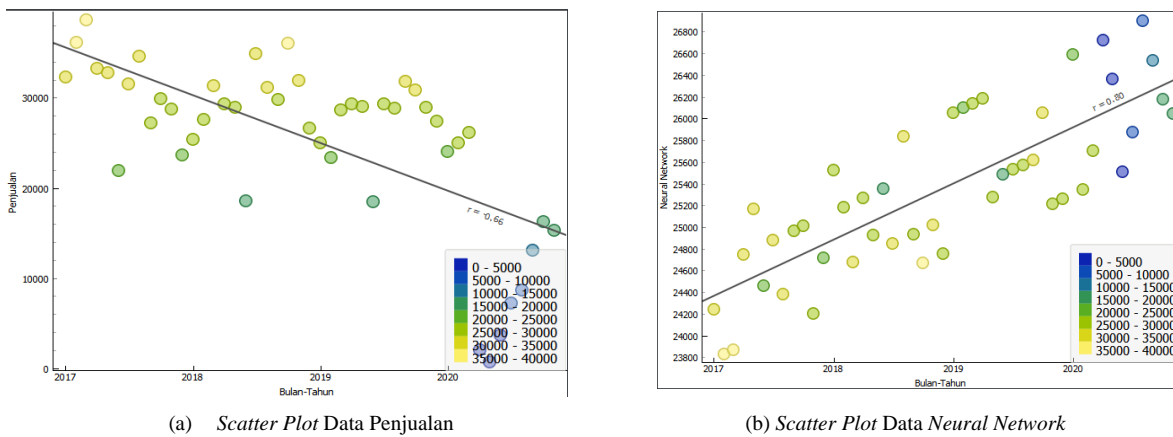 Penjualan
30000
20000
10000
0
r = -0.66
0 - 5000
5000 - 10000
10000 - 15000
15000 - 20000
20000 - 25000
25000 - 30000
30000 - 35000
35000 - 40000
2017
2018
2019
2020
Bulan-Tahun
(a) Scatter Plot Data Penjualan
Neural Network
26800
26600
26400
26200
26000
25800
25600
25400
25200
25000
24800
24600
24400
24200
24000
23800
r = 0.80
0 - 5000
5000 - 10000
10000 - 15000
15000 - 20000
20000 - 25000
25000 - 30000
30000 - 35000
35000 - 40000
2017
2018
2019
2020
Bulan-Tahun
(b) Scatter Plot Data Neural Network